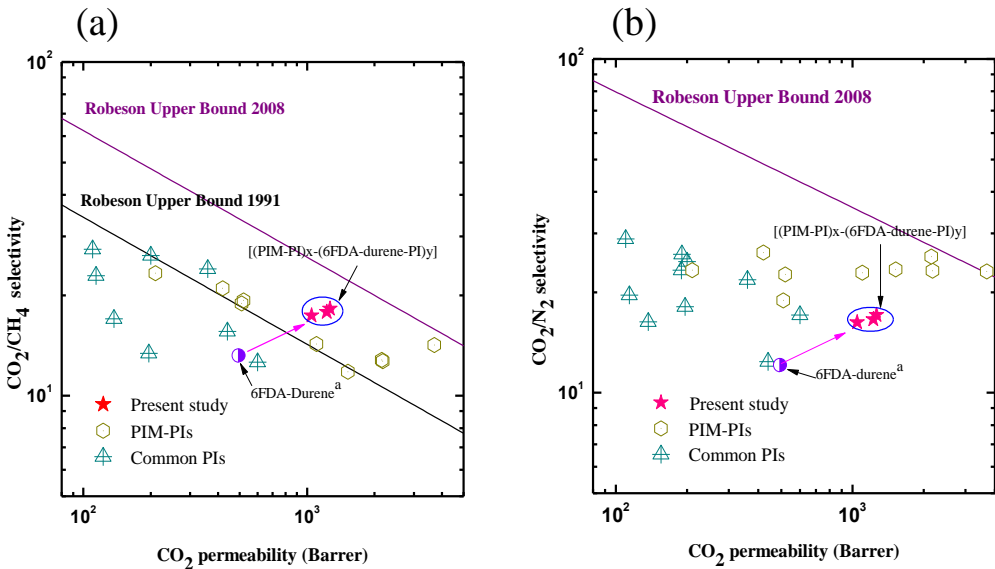 (a)
10²
Robeson Upper Bound 2008
Robeson Upper Bound 1991
[(PIM-PI)x-(6FDA-durene-PI)y]
CO₂/CH₄ selectivity
6FDA-Dureneᵃ
10¹
Present study
PIM-PIs
Common PIs
10²
10³
CO₂ permeability (Barrer)
(b)
10²
Robeson Upper Bound 2008
[(PIM-PI)x-(6FDA-durene-PI)y]
CO₂/N₂ selectivity
6FDA-dureneᵃ
10¹
Present study
PIM-PIs
Common PIs
10²
10³
CO₂ permeability (Barrer)